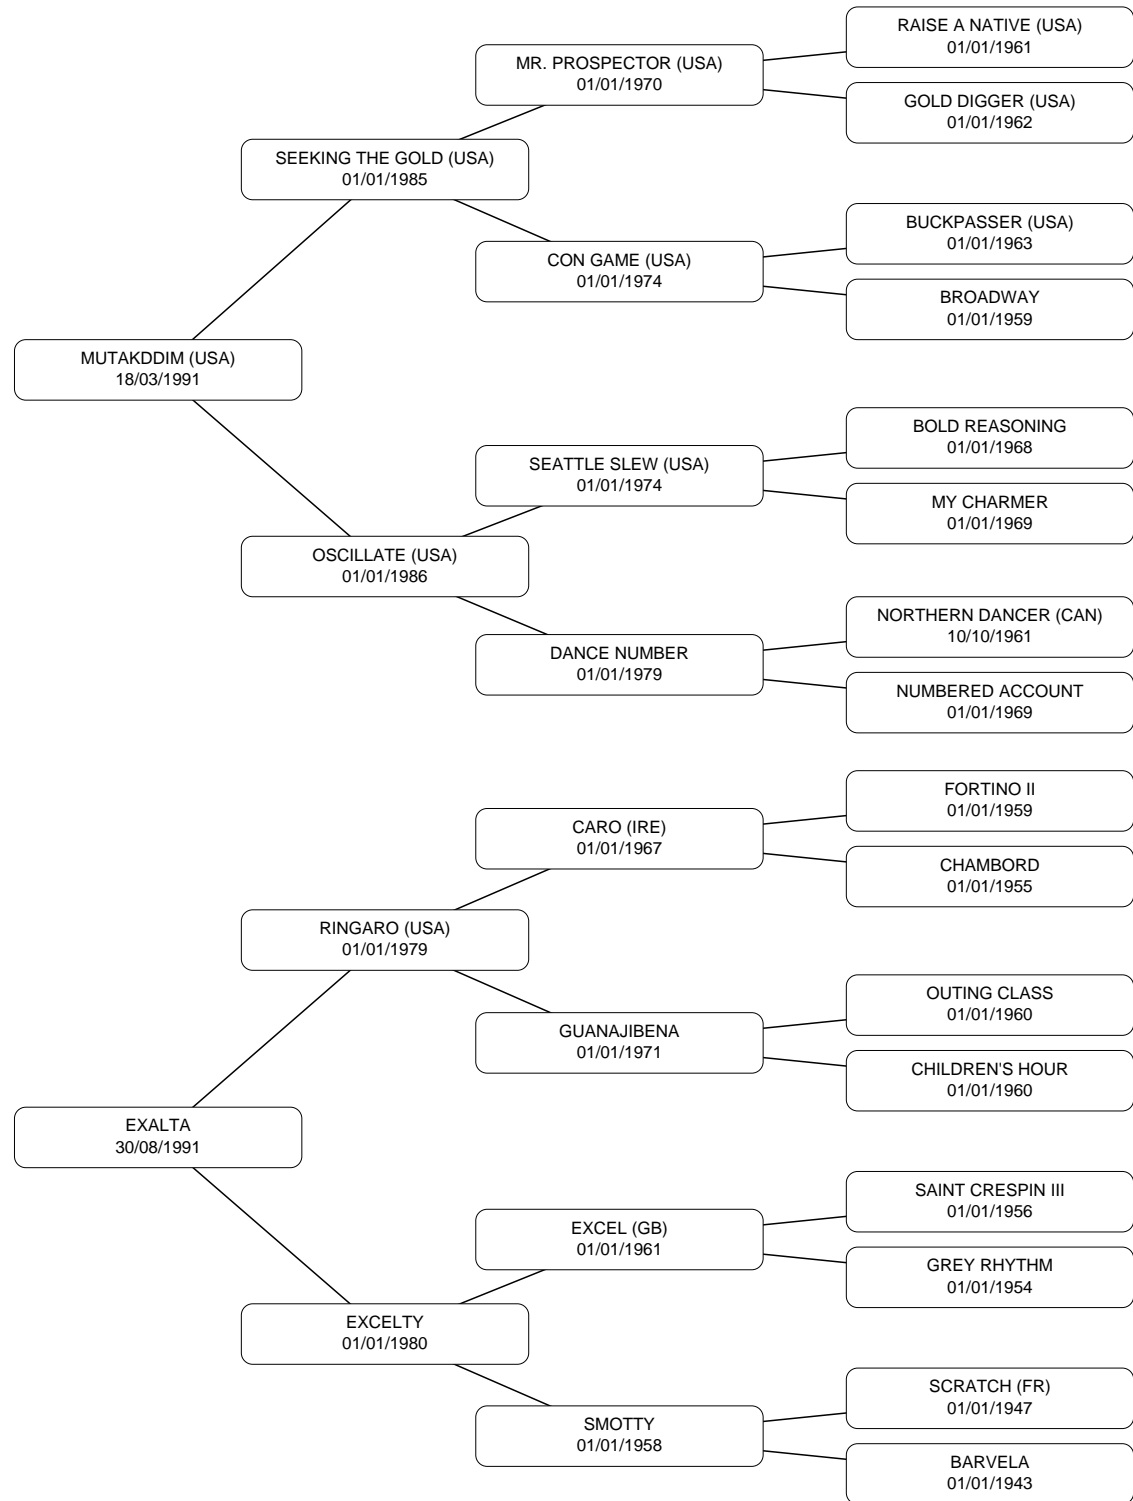 RAISE A NATIVE (USA)
01/01/1961
MR. PROSPECTOR (USA)
01/01/1970
GOLD DIGGER (USA)
01/01/1962
SEEKING THE GOLD (USA)
01/01/1985
BUCKPASSER (USA)
01/01/1963
CON GAME (USA)
01/01/1974
BROADWAY
01/01/1959
MUTAKDDIM (USA)
18/03/1991
BOLD REASONING
01/01/1968
SEATTLE SLEW (USA)
01/01/1974
MY CHARMER
01/01/1969
OSCILLATE (USA)
01/01/1986
NORTHERN DANCER (CAN)
10/10/1961
DANCE NUMBER
01/01/1979
NUMBERED ACCOUNT
01/01/1969
FORTINO II
01/01/1959
CARO (IRE)
01/01/1967
CHAMBORD
01/01/1955
RINGARO (USA)
01/01/1979
OUTING CLASS
01/01/1960
GUANAJIBENA
01/01/1971
CHILDREN'S HOUR
01/01/1960
EXALTA
30/08/1991
SAINT CRESPIN III
01/01/1956
EXCEL (GB)
01/01/1961
GREY RHYTHM
01/01/1954
EXCELTY
01/01/1980
SCRATCH (FR)
01/01/1947
SMOTTY
01/01/1958
BARVELA
01/01/1943